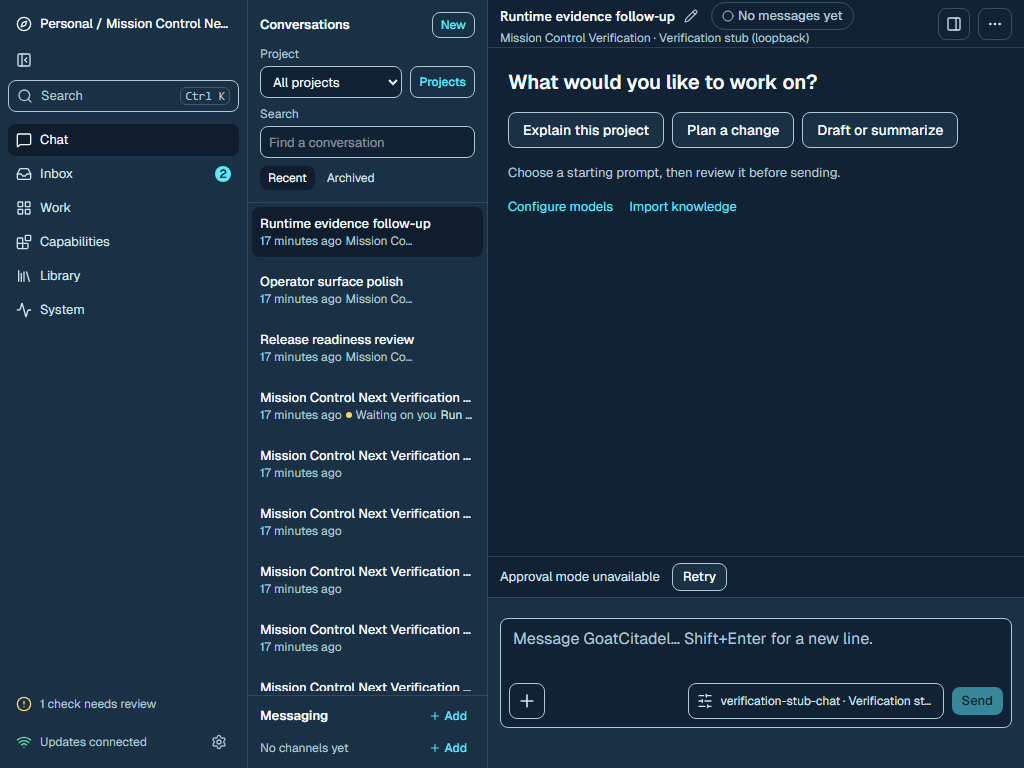 Personal / Mission Control Ne...
Search
Ctrl K
Chat
Inbox
2
Work
Capabilities
Library
System
1 check needs review
Updates connected
Conversations
New
Project
All projects
Projects
Search
Find a conversation
Recent
Archived
Runtime evidence follow-up
17 minutes ago Mission Co...
Operator surface polish
17 minutes ago Mission Co...
Release readiness review
17 minutes ago Mission Co...
Mission Control Next Verification ...
17 minutes ago Waiting on you Run ...
Mission Control Next Verification ...
17 minutes ago
Mission Control Next Verification ...
17 minutes ago
Mission Control Next Verification ...
17 minutes ago
Mission Control Next Verification ...
17 minutes ago
Mission Control Next Verification ...
Messaging
+ Add
No channels yet
+ Add
Runtime evidence follow-up
No messages yet
Mission Control Verification · Verification stub (loopback)
What would you like to work on?
Explain this project
Plan a change
Draft or summarize
Choose a starting prompt, then review it before sending.
Configure models
Import knowledge
Approval mode unavailable
Retry
Message GoatCitadel... Shift+Enter for a new line.
verification-stub-chat · Verification st...
Send